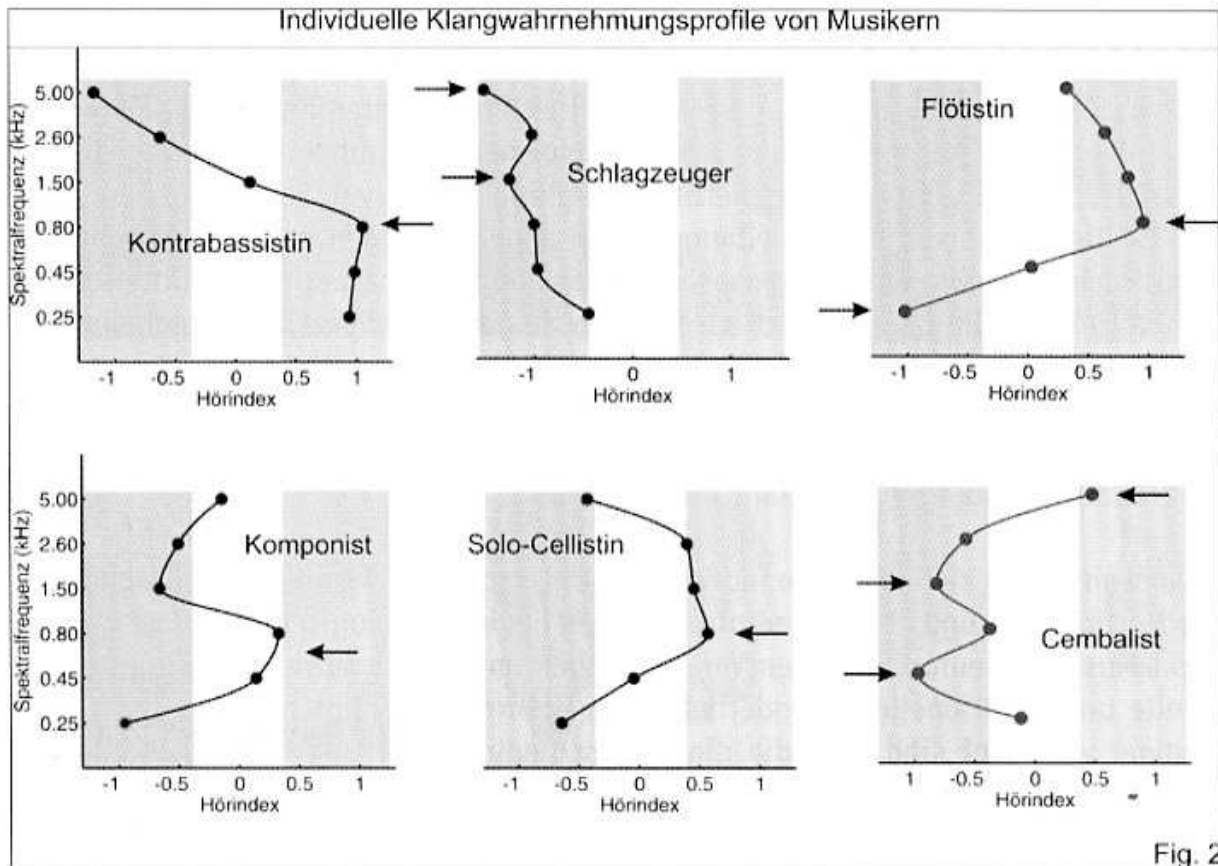 Individuelle Klangwahrnehmungsprofile von Musikern
Spektralfrequenz (kHz)
5.00
2.60
1.50
0.80
0.45
0.25
Kontrabassistin
-1 -0.5 0 0.5 1
Hörindex
Schlagzeuger
-1 -0.5 0 0.5 1
Hörindex
Flötistin
-1 -0.5 0 0.5 1
Hörindex
Spektralfrequenz (kHz)
5.00
2.60
1.50
0.80
0.45
0.25
Komponist
-1 -0.5 0 0.5 1
Hörindex
Solo-Cellistin
-1 -0.5 0 0.5 1
Hörindex
Cembalist
1 -0.5 0 0.5 1
Hörindex
Fig. 2